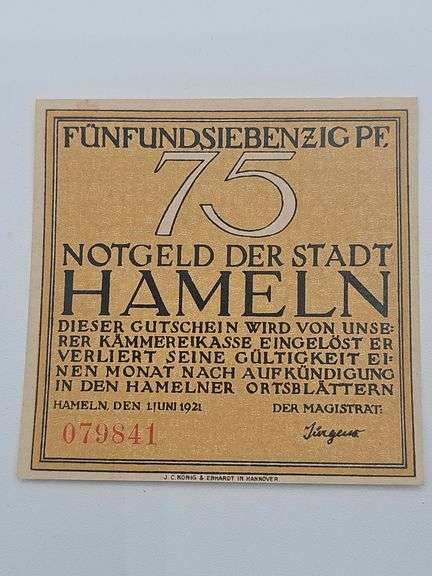 FÜNFUNDSIEBENZIG PF.
75
NOTGELD DER STADT
HAMELN
DIESER GUTSCHEIN WIRD VON UNSE-
RER KÄMMEREIKASSE EINGELÖST ER
VERLIERT SEINE GÜLTIGKEIT EI-
NEN MONAT NACH AUFKÜNDIGUNG
IN DEN HAMELNER ORTSBLÄTTERN
HAMELN, DEN 1. JUNI 1921 DER MAGISTRAT:
079841 Jürgens
J. C. KÖNIG & EBHARDT IN HANNOVER